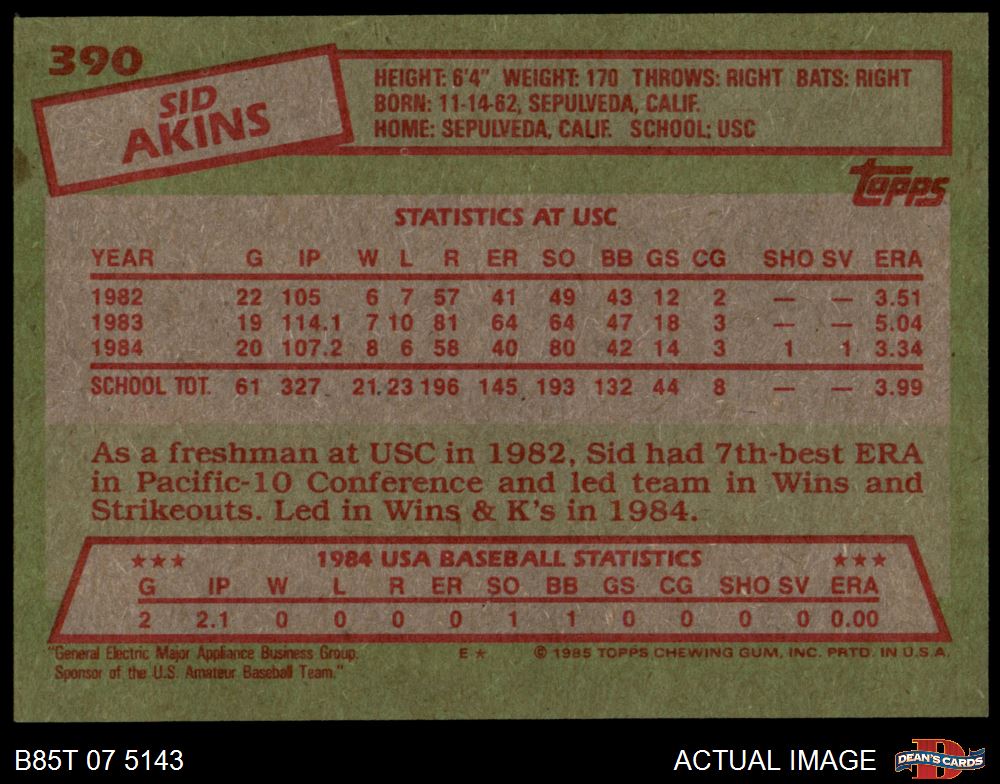 390
SID
AKINS
HEIGHT: 6'4" WEIGHT: 170 THROWS: RIGHT BATS: RIGHT
BORN: 11-14-62, SEPULVEDA, CALIF.
HOME: SEPULVEDA, CALIF. SCHOOL: USC
topps
STATISTICS AT USC
YEAR G IP W L R ER SO BB GS CG SHO SV ERA
1982 22 105 6 7 57 41 49 43 12 2 — — 3.51
1983 19 114.1 7 10 81 64 64 47 18 3 — — 5.04
1984 20 107.2 8 6 58 40 80 42 14 3 1 1 3.34
SCHOOL TOT. 61 327 21 23 196 145 193 132 44 8 — — 3.99
As a freshman at USC in 1982, Sid had 7th-best ERA
in Pacific-10 Conference and led team in Wins and
Strikeouts. Led in Wins & K's in 1984.
★★★ 1984 USA BASEBALL STATISTICS ★★★
G IP W L R ER SO BB GS CG SHO SV ERA
2 2.1 0 0 0 0 1 1 0 0 0 0 0.00
"General Electric Major Appliance Business Group.
Sponsor of the U.S. Amateur Baseball Team."
E ★ © 1985 TOPPS CHEWING GUM, INC. PRTD. IN U.S.A.
B85T 07 5143
ACTUAL IMAGE
DEAN'S CARDS